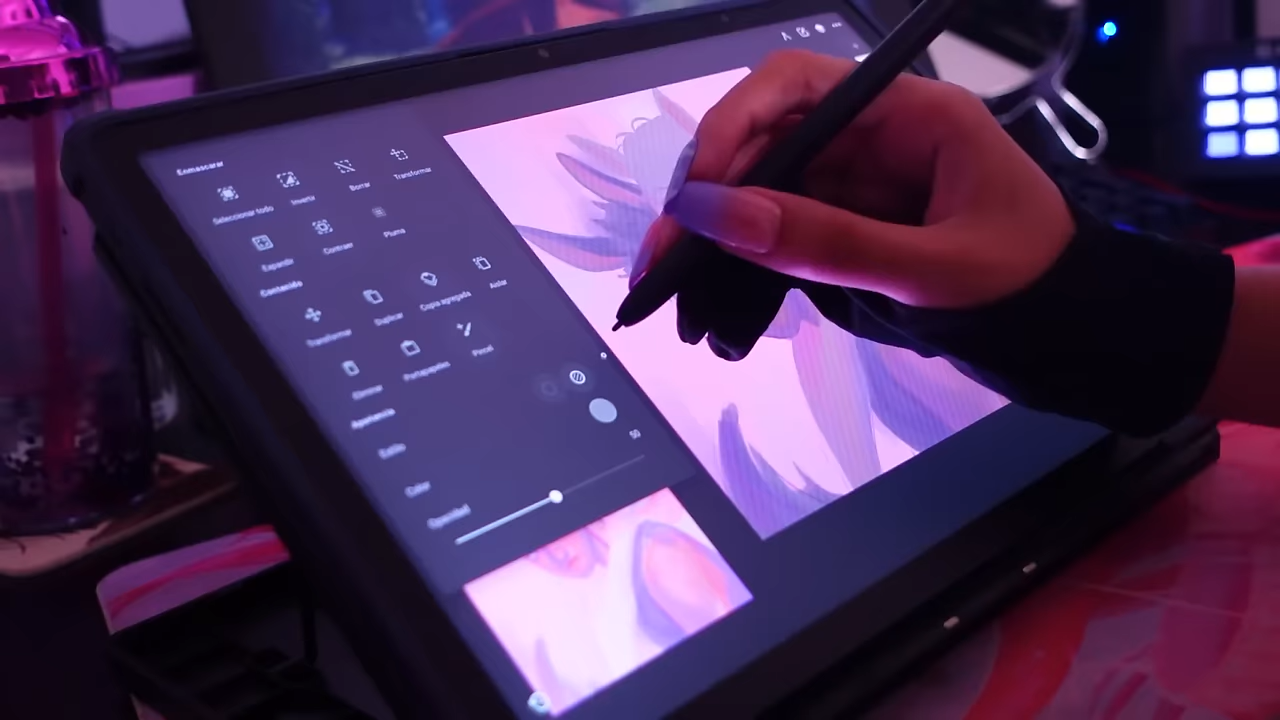 Enmascarar
Seleccionar todo
Invertir
Borrar
Transformar
Expandir
Contraer
Pluma
Contenido
Transformar
Duplicar
Copia agregada
Aislar
Eliminar
Portapapeles
Pincel
Apariencia
Estilo
Color
Opacidad
50